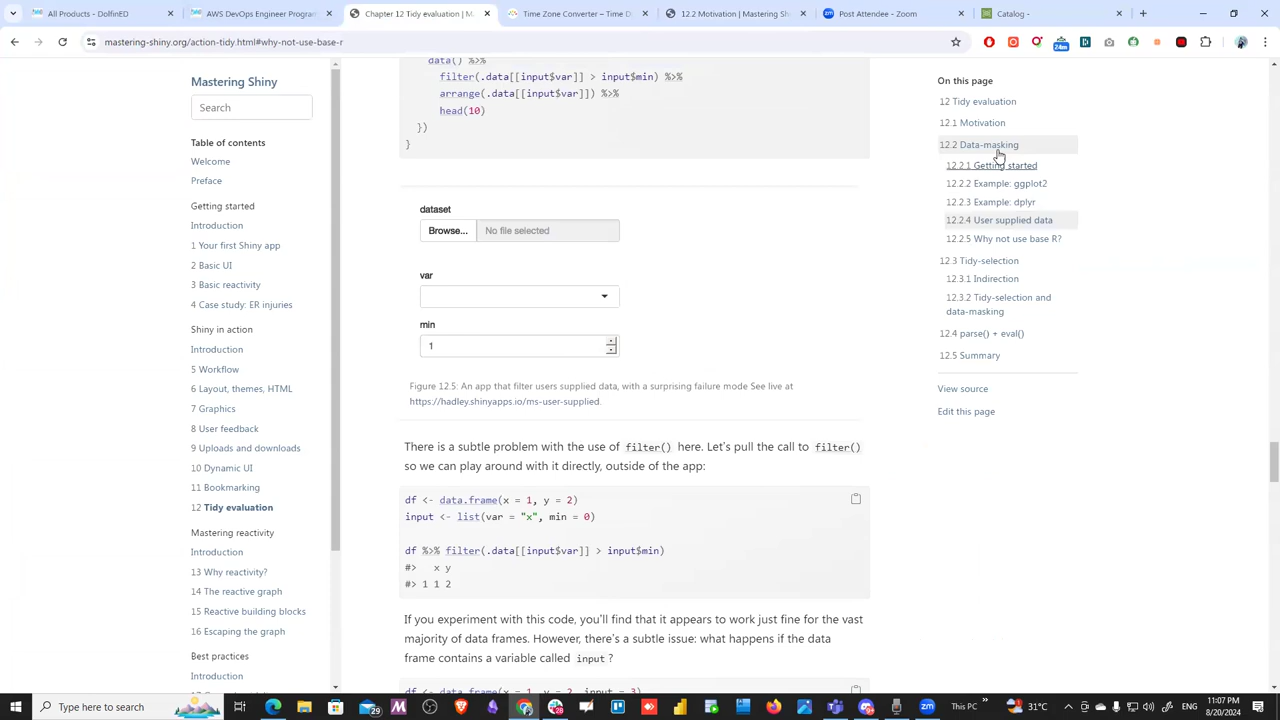 All Products - DolfinED
AWS DevOps Engineer Program
Chapter 12 Tidy evaluation | M
Time Zone Converter – Time D
12.2 Motivation | Mastering Sh
Post Attendee - Zoom
Catalog -
mastering-shiny.org/action-tidy.html#why-not-use-base-r
24m
Mastering Shiny
Search
Table of contents
Welcome
Preface
Getting started
Introduction
1 Your first Shiny app
2 Basic UI
3 Basic reactivity
4 Case study: ER injuries
Shiny in action
Introduction
5 Workflow
6 Layout, themes, HTML
7 Graphics
8 User feedback
9 Uploads and downloads
10 Dynamic UI
11 Bookmarking
12 Tidy evaluation
Mastering reactivity
Introduction
13 Why reactivity?
14 The reactive graph
15 Reactive building blocks
16 Escaping the graph
Best practices
Introduction
data() %>%
filter(.data[[input$var]] > input$min) %>%
arrange(.data[[input$var]]) %>%
head(10)
})
}
dataset
Browse... No file selected
var
min
1
Figure 12.5: An app that filter users supplied data, with a surprising failure mode See live at
https://hadley.shinyapps.io/ms-user-supplied.
There is a subtle problem with the use of filter() here. Let's pull the call to filter()
so we can play around with it directly, outside of the app:
df <- data.frame(x = 1, y = 2)
input <- list(var = "x", min = 0)
df %>% filter(.data[[input$var]] > input$min)
#> x y
#> 1 1 2
If you experiment with this code, you'll find that it appears to work just fine for the vast
majority of data frames. However, there's a subtle issue: what happens if the data
frame contains a variable called input ?
df <- data.frame(x = 1, y = 2, input = 3)
On this page
12 Tidy evaluation
12.1 Motivation
12.2 Data-masking
12.2.1 Getting started
12.2.2 Example: ggplot2
12.2.3 Example: dplyr
12.2.4 User supplied data
12.2.5 Why not use base R?
12.3 Tidy-selection
12.3.1 Indirection
12.3.2 Tidy-selection and
data-masking
12.4 parse() + eval()
12.5 Summary
View source
Edit this page
Type here to search
29
This PC
31°C
11:07 PM
8/20/2024